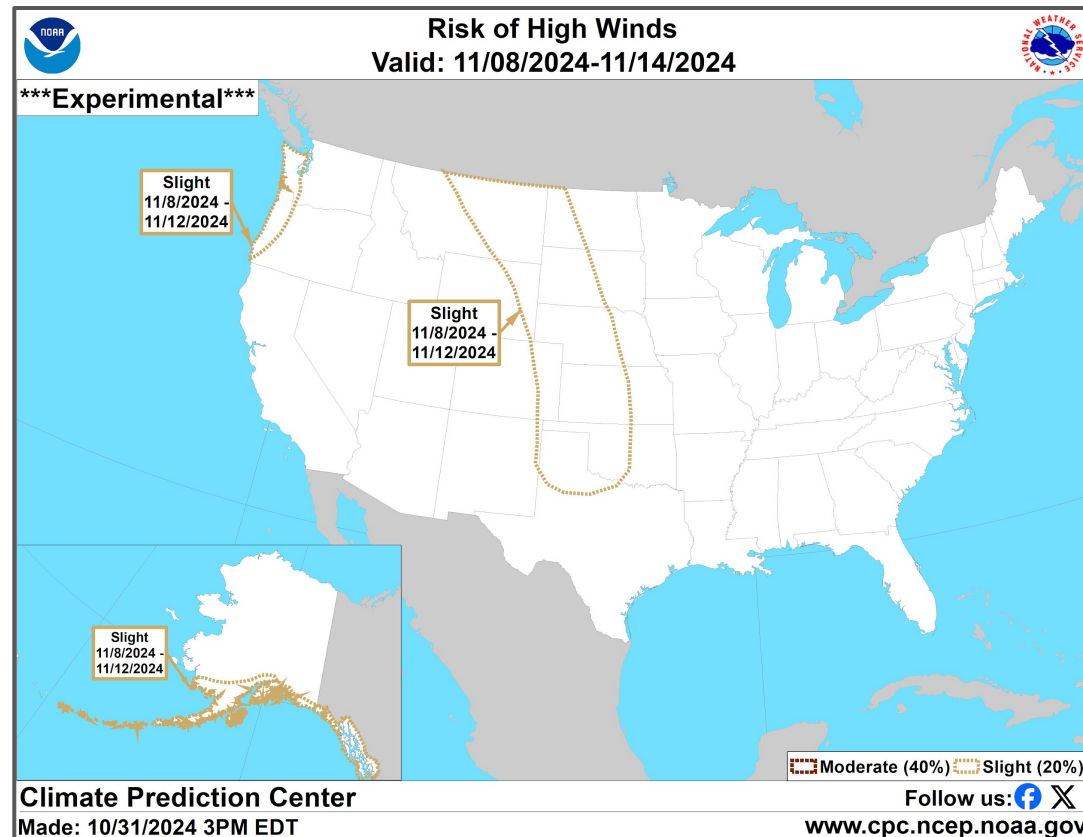 NOAA
Risk of High Winds
Valid: 11/08/2024-11/14/2024
NATIONAL WEATHER SERVICE
***Experimental***
Slight
11/8/2024 -
11/12/2024
Slight
11/8/2024 -
11/12/2024
Slight
11/8/2024 -
11/12/2024
Moderate (40%) Slight (20%)
Climate Prediction Center
Follow us:
Made: 10/31/2024 3PM EDT
www.cpc.ncep.noaa.gov